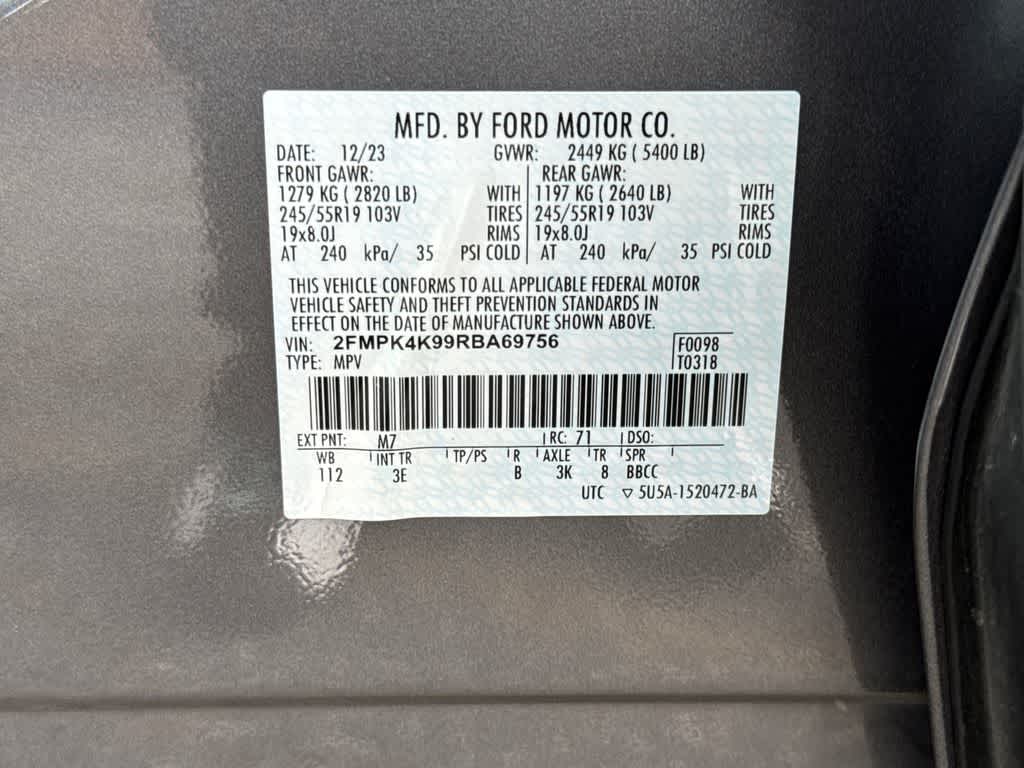 MFD. BY FORD MOTOR CO.
DATE: 12/23 GVWR: 2449 KG ( 5400 LB)
FRONT GAWR: REAR GAWR:
1279 KG ( 2820 LB) WITH 1197 KG ( 2640 LB) WITH
245/55R19 103V TIRES 245/55R19 103V TIRES
19x8.0J RIMS 19x8.0J RIMS
AT 240 kPa/ 35 PSI COLD AT 240 kPa/ 35 PSI COLD
THIS VEHICLE CONFORMS TO ALL APPLICABLE FEDERAL MOTOR
VEHICLE SAFETY AND THEFT PREVENTION STANDARDS IN
EFFECT ON THE DATE OF MANUFACTURE SHOWN ABOVE.
VIN: 2FMPK4K99RBA69756 F0098
TYPE: MPV T0318
EXT PNT: M7 RC: 71 DSO:
WB INT TR TP/PS R AXLE TR SPR
112 3E B 3K 8 BBCC
UTC ▽ 5U5A-1520472-BA